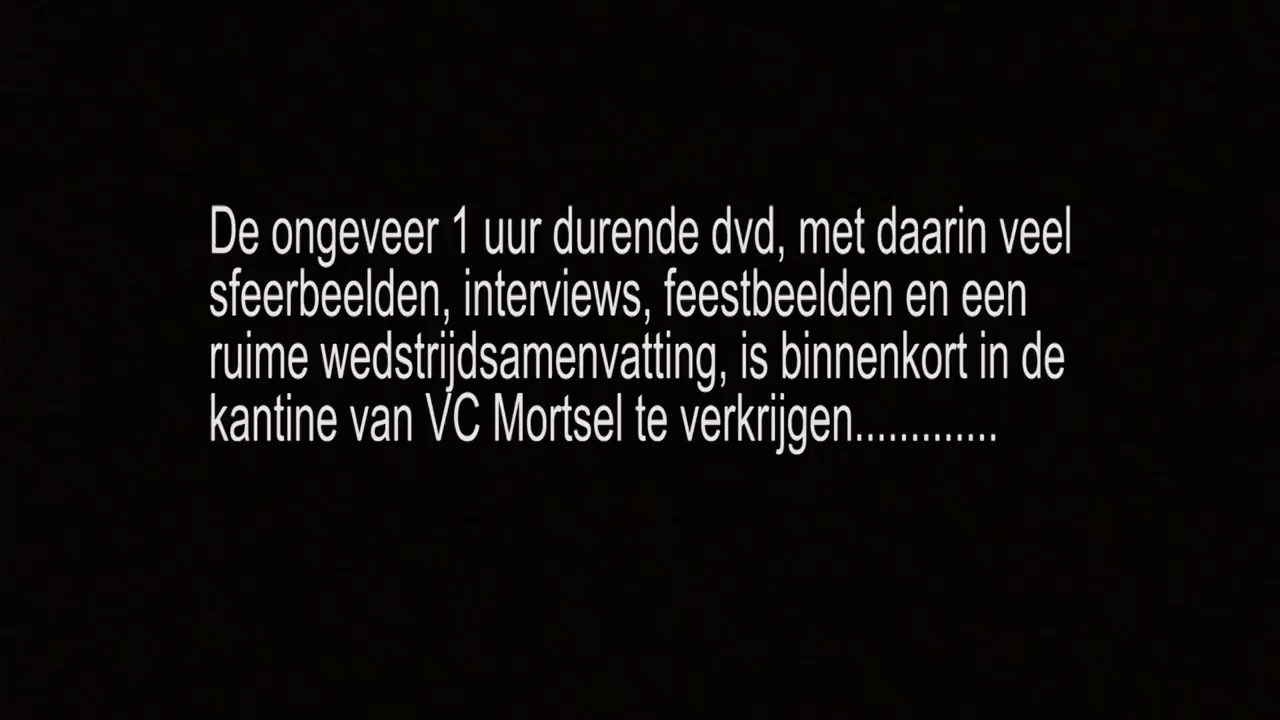 De ongeveer 1 uur durende dvd, met daarin veel
sfeerbeelden, interviews, feestbeelden en een
ruime wedstrijdsamenvatting, is binnenkort in de
kantine van VC Mortsel te verkrijgen.............